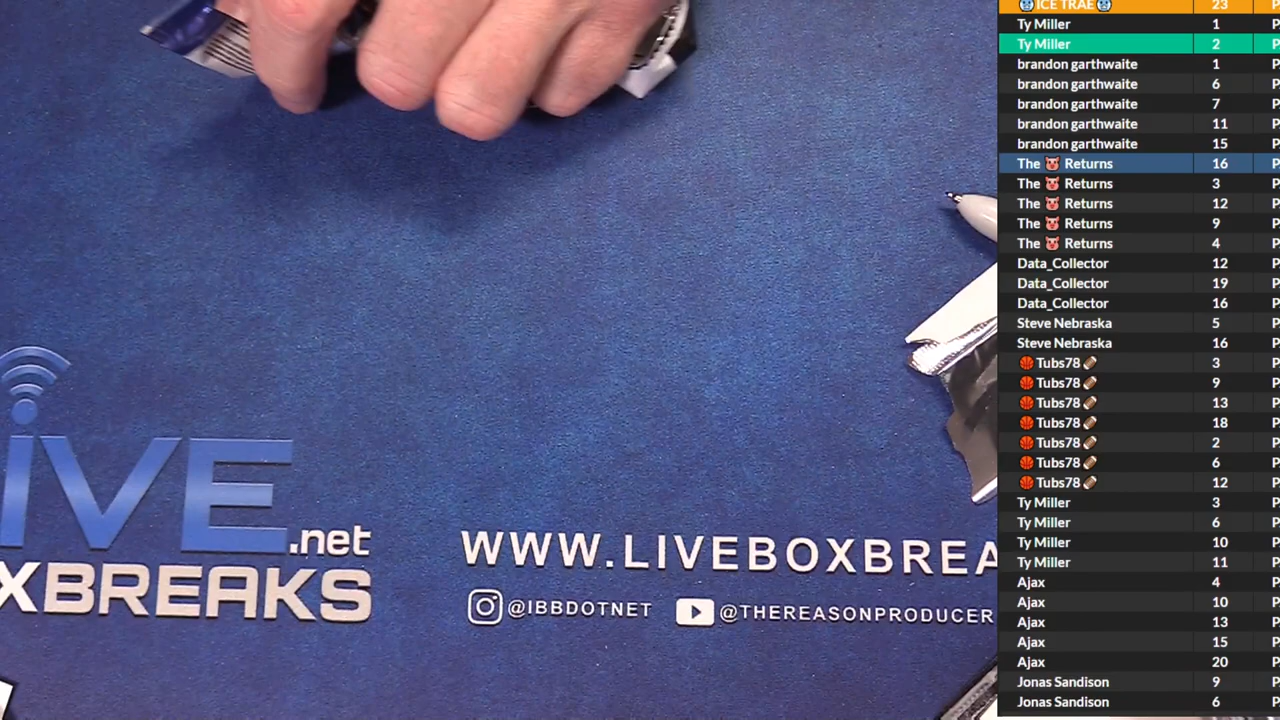 🥶ICE TRAE🥶 23 P
Ty Miller 1 P
Ty Miller 2 P
brandon garthwaite 1 P
brandon garthwaite 6 P
brandon garthwaite 7 P
brandon garthwaite 11 P
brandon garthwaite 15 P
The 🐷 Returns 16 P
The 🐷 Returns 3 P
The 🐷 Returns 12 P
The 🐷 Returns 9 P
The 🐷 Returns 4 P
Data_Collector 12 P
Data_Collector 19 P
Data_Collector 16 P
Steve Nebraska 5 P
Steve Nebraska 16 P
🏀 Tubs78 🏈 3 P
🏀 Tubs78 🏈 9 P
🏀 Tubs78 🏈 13 P
🏀 Tubs78 🏈 18 P
🏀 Tubs78 🏈 2 P
🏀 Tubs78 🏈 6 P
🏀 Tubs78 🏈 12 P
Ty Miller 3 P
Ty Miller 6 P
Ty Miller 10 P
Ty Miller 11 P
Ajax 4 P
Ajax 10 P
Ajax 13 P
Ajax 15 P
Ajax 20 P
Jonas Sandison 9 P
Jonas Sandison 6 P
iVE.net
XBREAKS
WWW.LIVEBOXBREA
@IBBDOTNET @THEREASONPRODUCER